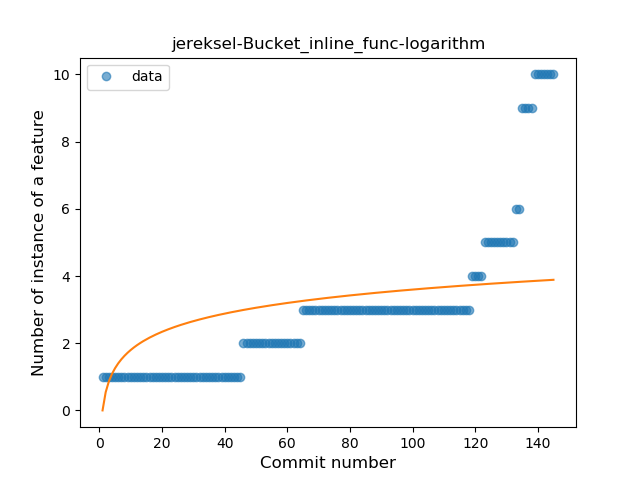 jereksel-Bucket_inline_func-logarithm
data
Number of instance of a feature
10
8
6
4
2
0
0 20 40 60 80 100 120 140
Commit number